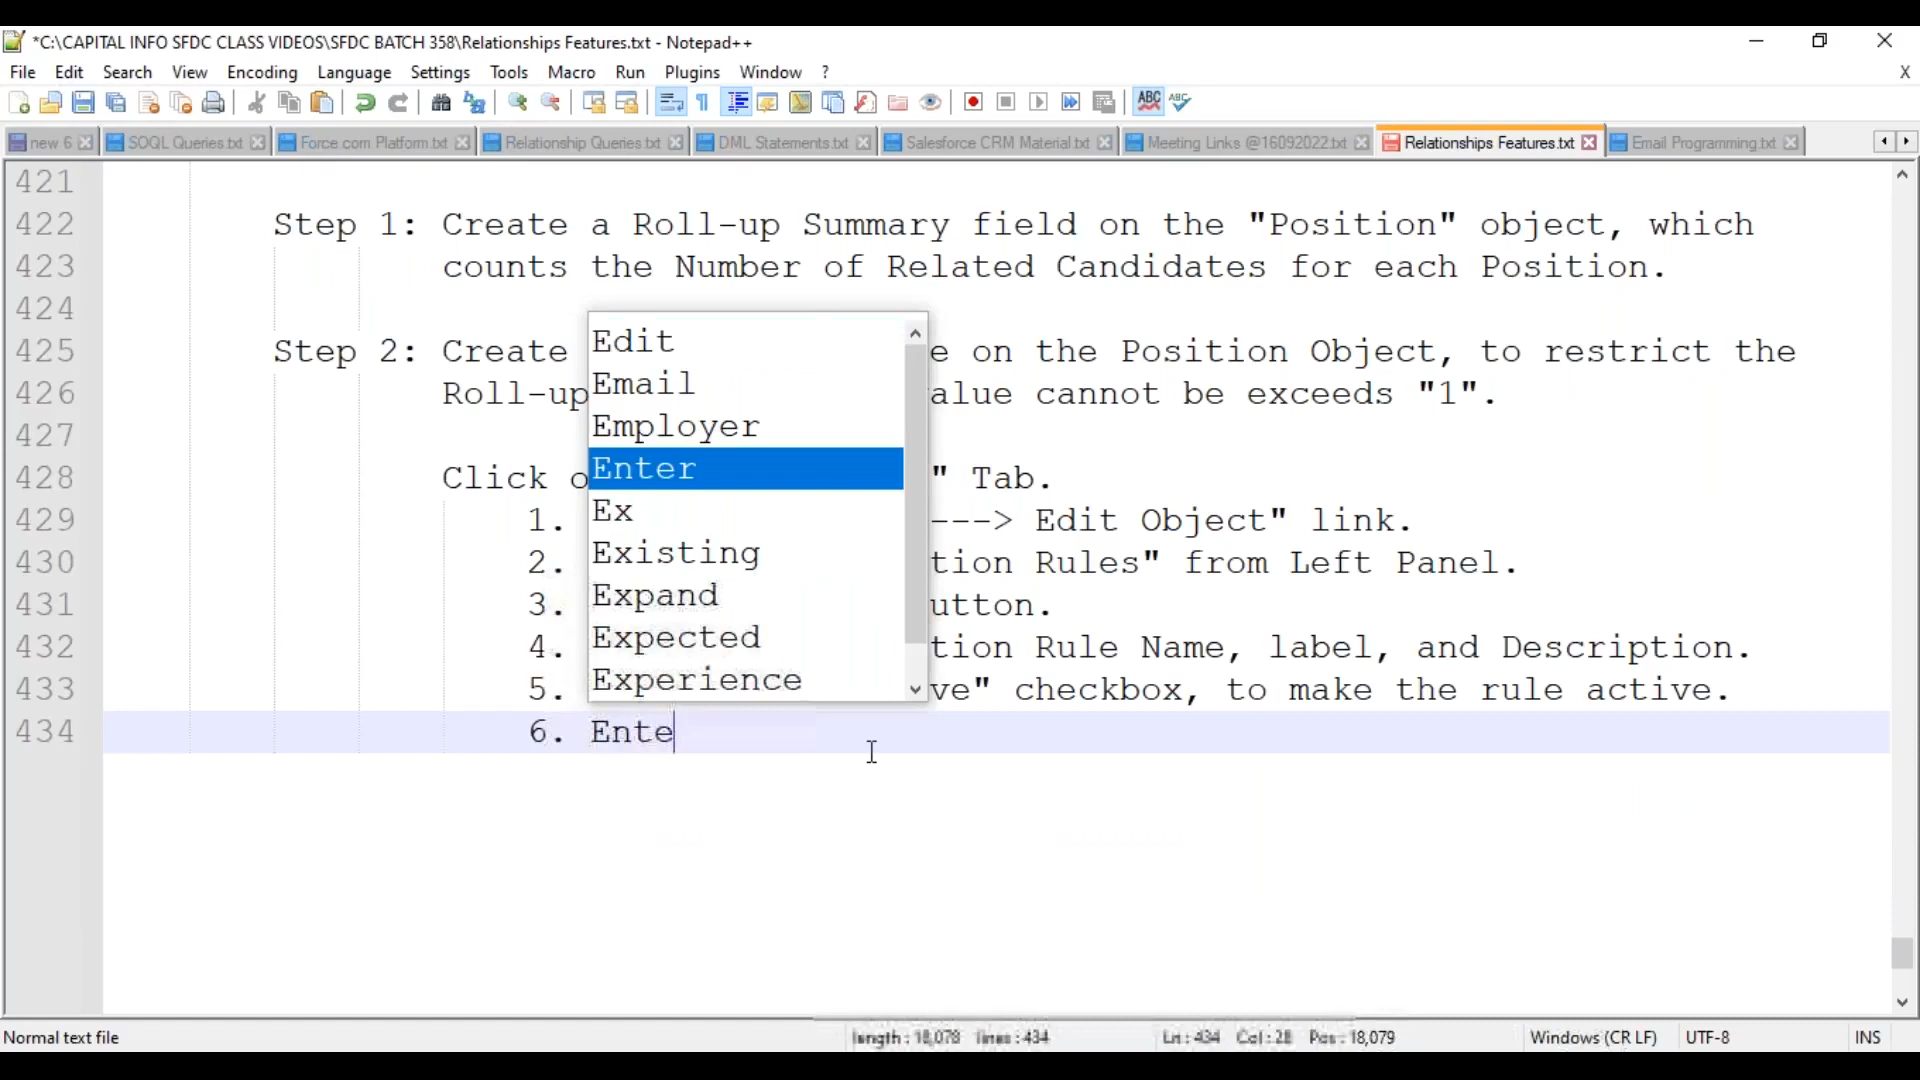 *C:\CAPITAL INFO SFDC CLASS VIDEOS\SFDC BATCH 358\Relationships Features.txt - Notepad++
File Edit Search View Encoding Language Settings Tools Macro Run Plugins Window ? X
new 6 SOQL Queries.txt Force.com Platform.txt Relationship Queries.txt DML Statements.txt Salesforce CRM Material.txt Meeting Links @16092022.txt Relationships Features.txt Email Programming.txt
421
422 Step 1: Create a Roll-up Summary field on the "Position" object, which
423 counts the Number of Related Candidates for each Position.
424
425 Step 2: Create e on the Position Object, to restrict the
426 Roll-up alue cannot be exceeds "1".
427
428 Click o " Tab.
429 1. ---> Edit Object" link.
430 2. tion Rules" from Left Panel.
431 3. utton.
432 4. tion Rule Name, label, and Description.
433 5. ve" checkbox, to make the rule active.
434 6. Ente
Edit
Email
Employer
Enter
Ex
Existing
Expand
Expected
Experience
Normal text file length : 18,078 lines : 434 Ln : 434 Col : 28 Pos : 18,079 Windows (CR LF) UTF-8 INS